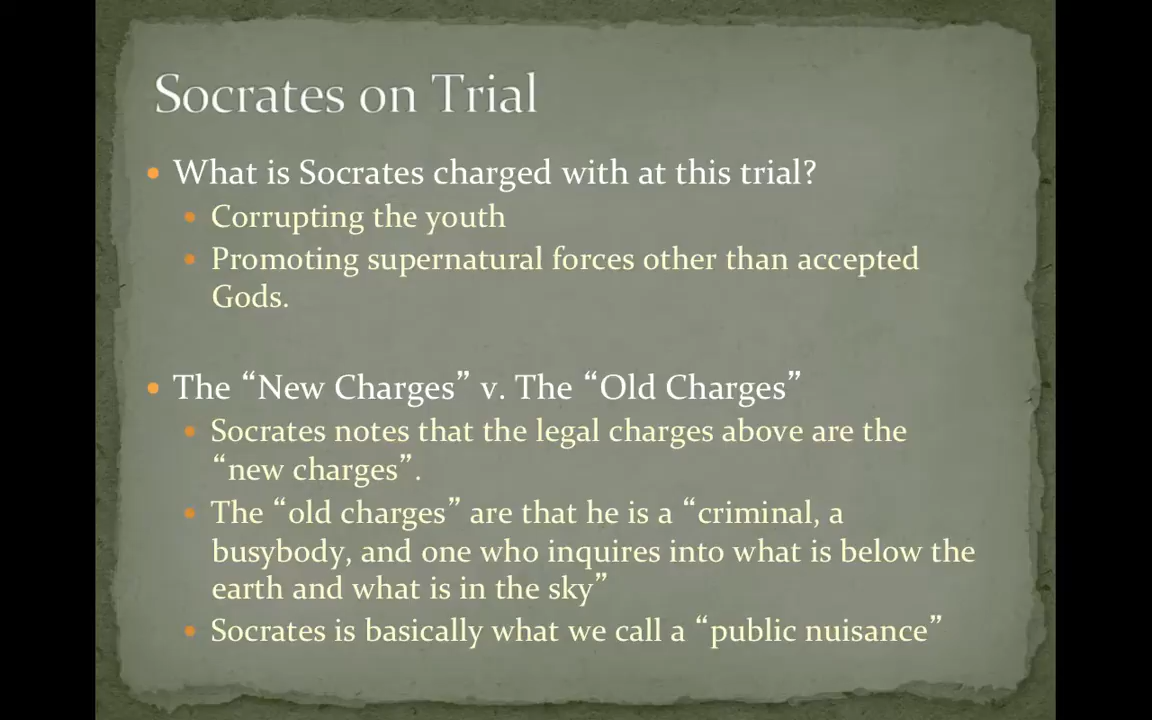 Socrates on Trial
• What is Socrates charged with at this trial?
• Corrupting the youth
• Promoting supernatural forces other than accepted
Gods.
• The “New Charges” v. The “Old Charges”
• Socrates notes that the legal charges above are the
“new charges”.
• The “old charges” are that he is a “criminal, a
busybody, and one who inquires into what is below the
earth and what is in the sky”
• Socrates is basically what we call a “public nuisance”